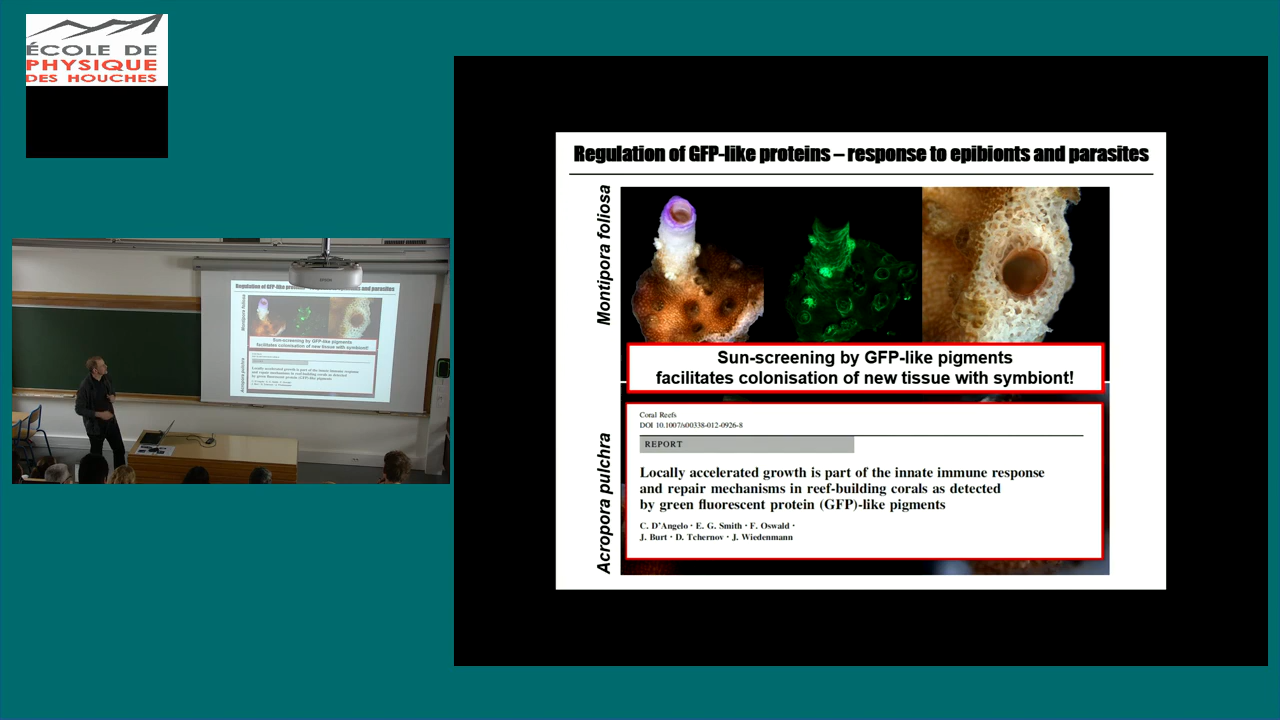 ÉCOLE DE
PHYSIQUE
DES HOUCHES
Regulation of GFP-like proteins – response to epibionts and parasites
Montipora foliosa
Sun-screening by GFP-like pigments
facilitates colonisation of new tissue with symbiont!
Coral Reefs
DOI 10.1007/s00338-012-0926-8
REPORT
Locally accelerated growth is part of the innate immune response
and repair mechanisms in reef-building corals as detected
by green fluorescent protein (GFP)-like pigments
C. D'Angelo · E. G. Smith · F. Oswald ·
J. Burt · D. Tchernov · J. Wiedenmann
Acropora pulchra